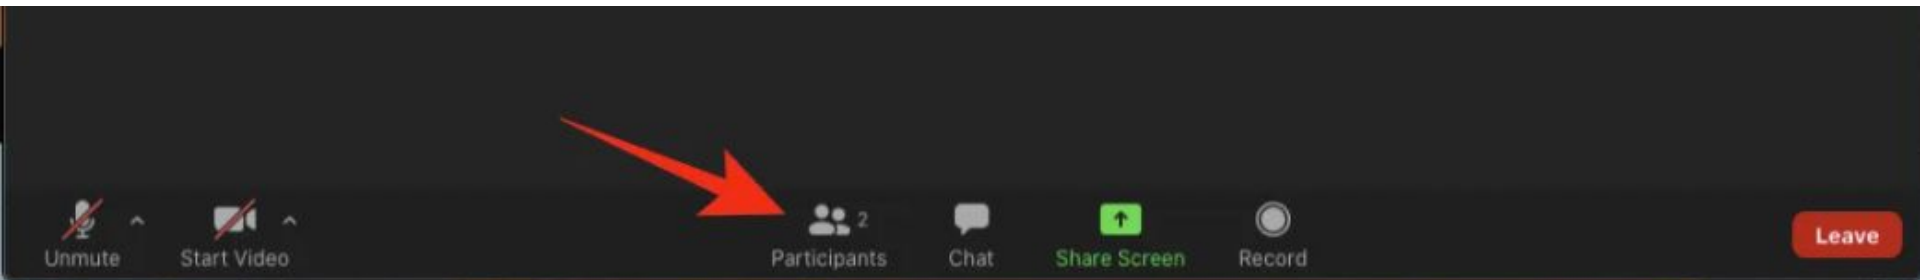 2
Unmute
Start Video
Participants
Chat
Share Screen
Record
Leave